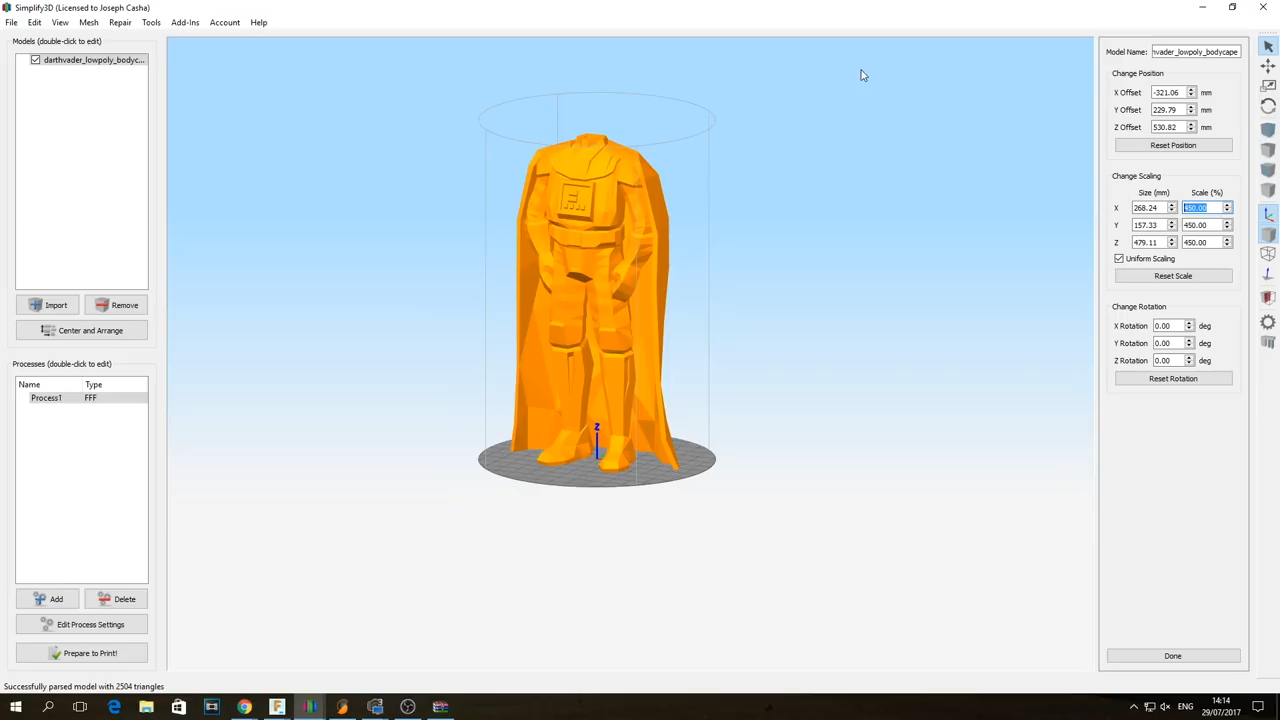 Simplify3D (Licensed to Joseph Casha)
File Edit View Mesh Repair Tools Add-Ins Account Help
Models (double-click to edit)
darthvader_lowpoly_bodyc...
Import Remove
Center and Arrange
Processes (double-click to edit)
Name Type
Process1 FFF
Add Delete
Edit Process Settings
Prepare to Print!
Successfully parsed model with 2504 triangles
Z
Model Name: hvader_lowpoly_bodycape
Change Position
X Offset -321.06 mm
Y Offset 229.79 mm
Z Offset 530.82 mm
Reset Position
Change Scaling
Size (mm) Scale (%)
X 268.24 450.00
Y 157.33 450.00
Z 479.11 450.00
Uniform Scaling
Reset Scale
Change Rotation
X Rotation 0.00 deg
Y Rotation 0.00 deg
Z Rotation 0.00 deg
Reset Rotation
Done
ENG
14:14
29/07/2017